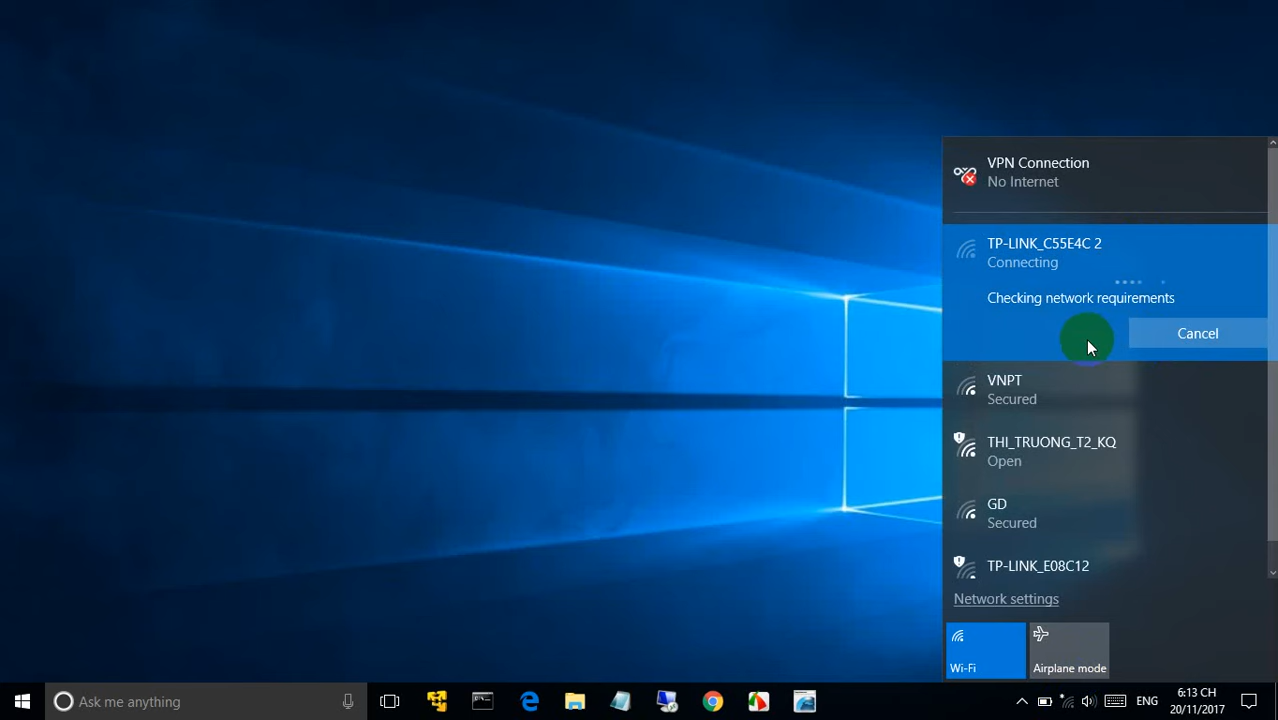 VPN Connection
No Internet
TP-LINK_C55E4C 2
Connecting
Checking network requirements
Cancel
VNPT
Secured
THI_TRUONG_T2_KQ
Open
GD
Secured
TP-LINK_E08C12
Network settings
Wi-Fi
Airplane mode
Ask me anything
ENG
6:13 CH
20/11/2017